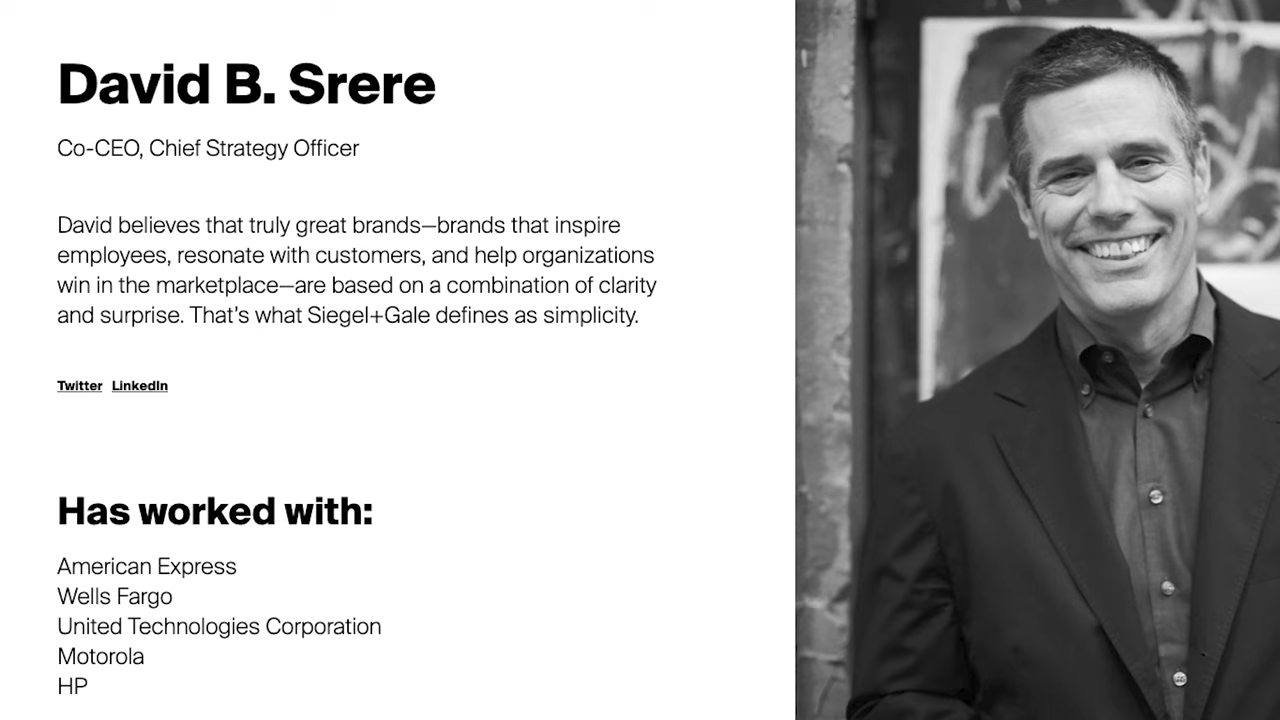 David B. Srere
Co-CEO, Chief Strategy Officer
David believes that truly great brands—brands that inspire
employees, resonate with customers, and help organizations
win in the marketplace—are based on a combination of clarity
and surprise. That’s what Siegel+Gale defines as simplicity.
Twitter LinkedIn
Has worked with:
American Express
Wells Fargo
United Technologies Corporation
Motorola
HP